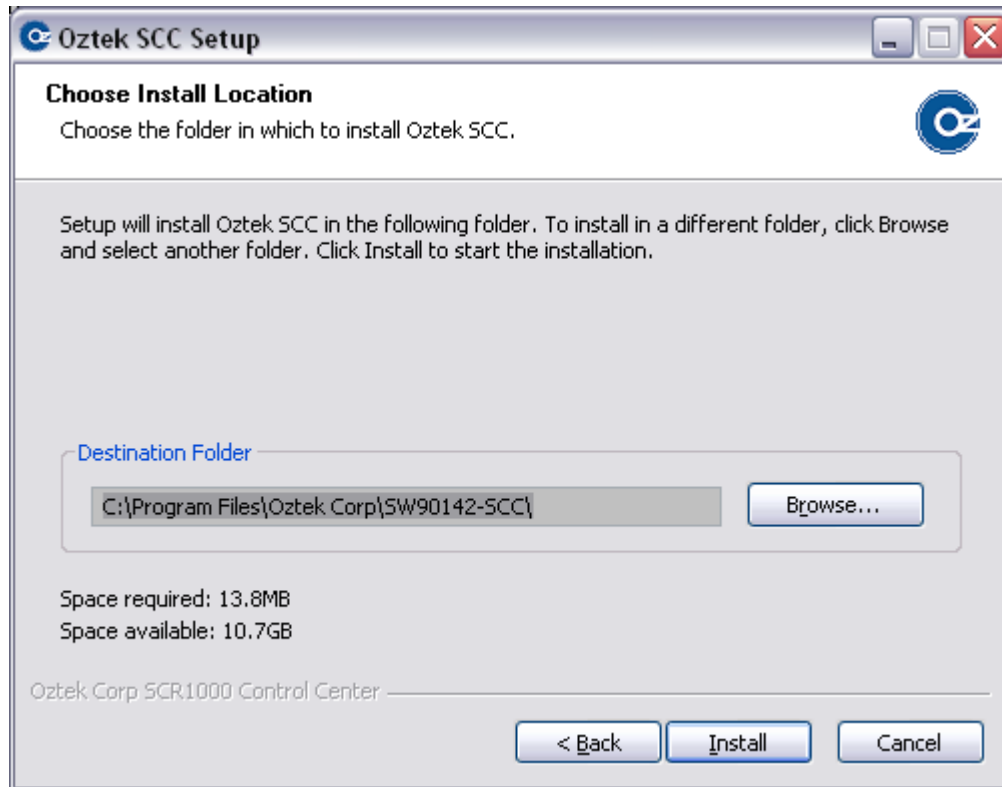 Oz Oztek SCC Setup
Choose Install Location
Choose the folder in which to install Oztek SCC.
Oz
Setup will install Oztek SCC in the following folder. To install in a different folder, click Browse
and select another folder. Click Install to start the installation.
Destination Folder
C:\Program Files\Oztek Corp\SW90142-SCC\
Browse...
Space required: 13.8MB
Space available: 10.7GB
Oztek Corp SCR1000 Control Center
< Back Install Cancel